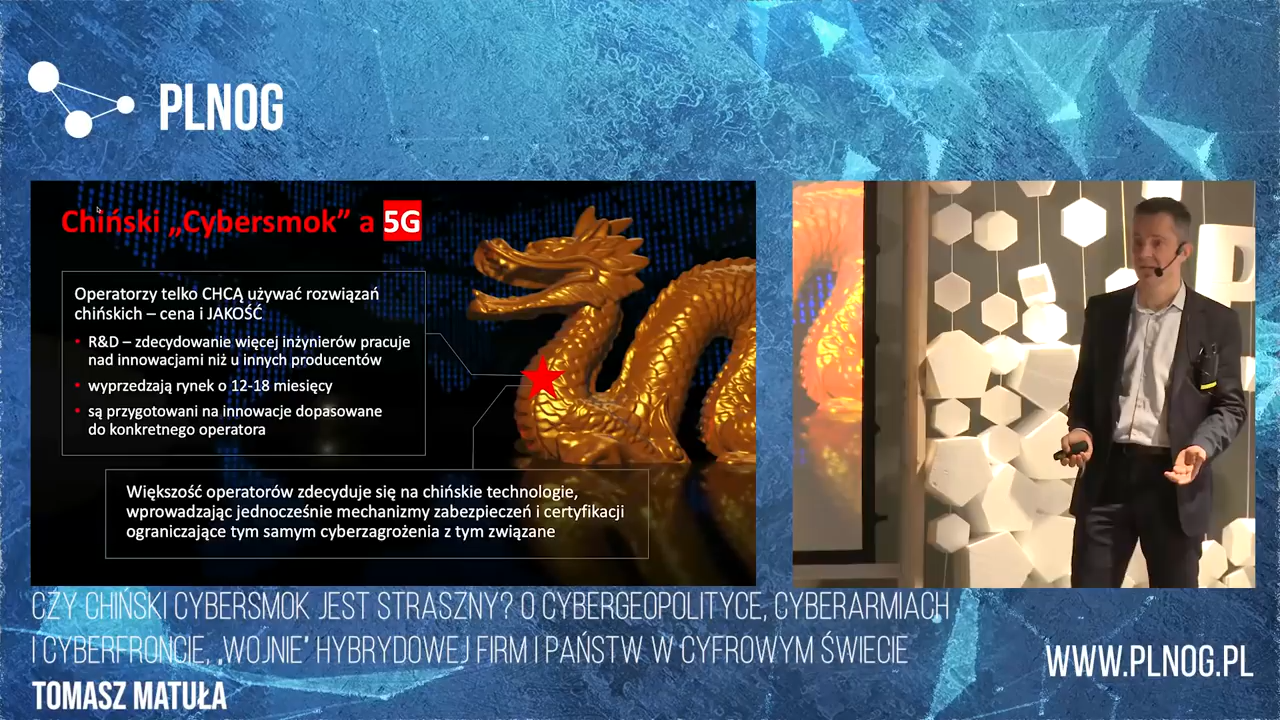 PLNOG
Chiński „Cybersmok” a 5G
Operatorzy telko CHCĄ używać rozwiązań
chińskich – cena i JAKOŚĆ
• R&D – zdecydowanie więcej inżynierów pracuje
nad innowacjami niż u innych producentów
• wyprzedzają rynek o 12-18 miesięcy
• są przygotowani na innowacje dopasowane
do konkretnego operatora
Większość operatorów zdecyduje się na chińskie technologie,
wprowadzając jednocześnie mechanizmy zabezpieczeń i certyfikacji
ograniczające tym samym cyberzagrożenia z tym związane
CZY CHIŃSKI CYBERSMOK JEST STRASZNY? O CYBERGEOPOLITYCE, CYBERARMIACH
I CYBERFRONCIE, „WOJNIE” HYBRYDOWEJ FIRM I PAŃSTW W CYFROWYM ŚWIECIE
TOMASZ MATUŁA
WWW.PLNOG.PL